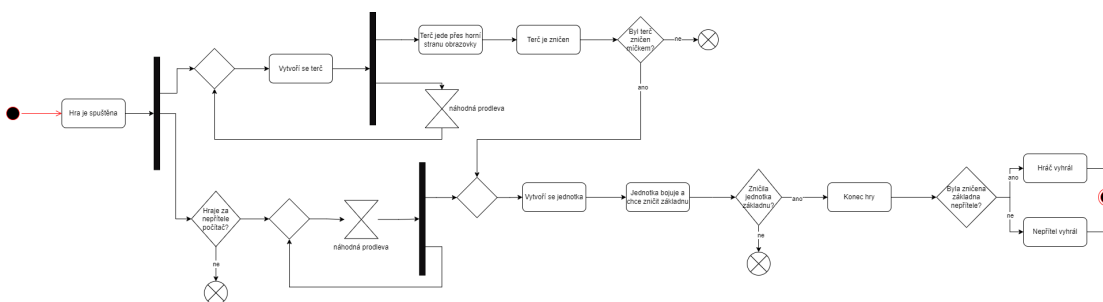 Hra je spuštěna
Vytvoří se terč
Terč jede přes horní
stranu obrazovky
Terč je zničen
Byl terč
zničen
míčkem?
ne
ano
náhodná prodleva
Hraje za
nepřítele
počítač?
ne
náhodná prodleva
Vytvoří se jednotka
Jednotka bojuje a
chce zničit základnu
Zničila
jednotka
základnu?
ano
ne
Konec hry
Byla zničena
základna
nepřítele?
ano
ne
Hráč vyhrál
Nepřítel vyhrál